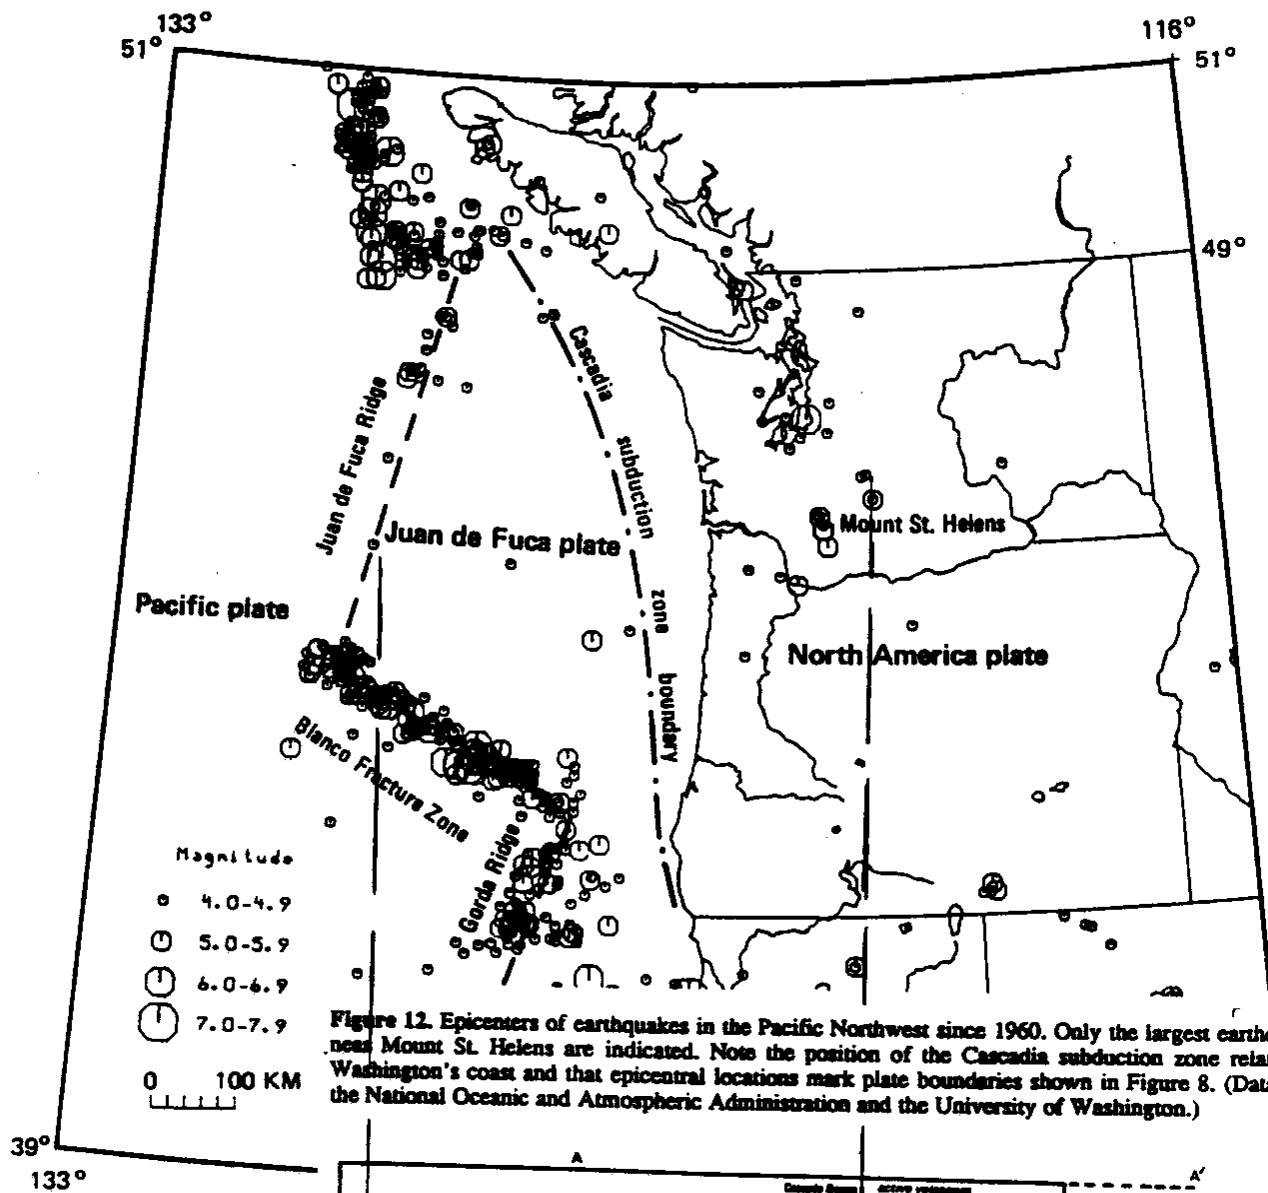 133°
116°
51°
51°
49°
Cascadia
subduction
zone
boundary
Juan de Fuca Ridge
Juan de Fuca plate
Mount St. Helens
Pacific plate
North America plate
Blanco Fracture Zone
Gorda Ridge
Magnitude
4.0-4.9
5.0-5.9
6.0-6.9
7.0-7.9
0 100 KM
Figure 12. Epicenters of earthquakes in the Pacific Northwest since 1960. Only the largest earthq
near Mount St. Helens are indicated. Note the position of the Cascadia subduction zone relat
Washington's coast and that epicentral locations mark plate boundaries shown in Figure 8. (Data
the National Oceanic and Atmospheric Administration and the University of Washington.)
39°
133°
A
A'